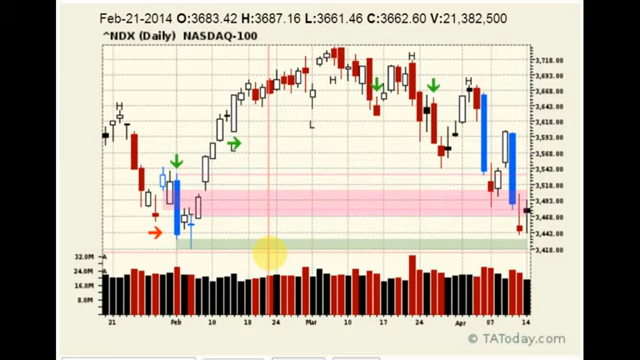 Feb-21-2014 O:3683.42 H:3687.16 L:3661.46 C:3662.60 V:21,382,500
^NDX (Daily) NASDAQ-100
3,718.00
3,693.00
3,668.00
3,643.00
3,618.00
3,593.00
3,568.00
3,543.00
3,518.00
3,493.00
3,468.00
3,443.00
3,418.00
H
H
H
H
L
L
32.0M
24.0M
16.0M
8.0M
A
A
21 Feb 10 18 24 Mar 10 17 24 Apr 07 14
© TAToday.com